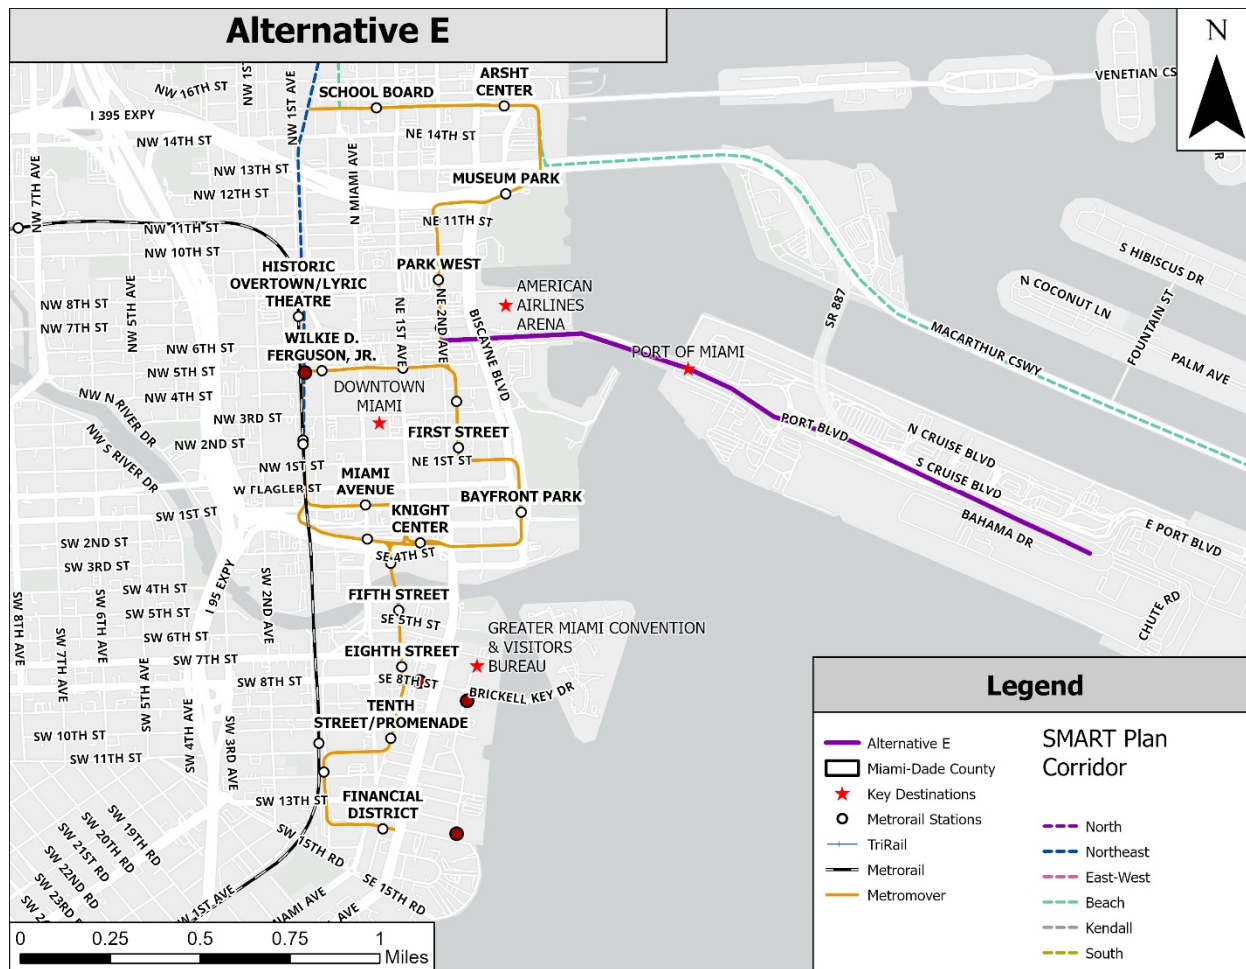 Alternative E
N
NW 16TH ST
NW 1S
NW 1ST AVE
SCHOOL BOARD
ARSHT
CENTER
VENETIAN CS
I 395 EXPY
NW 14TH ST
NE 14TH ST
NW 7TH AVE
NW 13TH ST
NW 12TH ST
N MIAMI AVE
MUSEUM PARK
NW 11TH ST
NE 11TH ST
NW 10TH ST
HISTORIC
OVERTOWN/LYRIC
THEATRE
PARK WEST
AMERICAN
AIRLINES
ARENA
S HIBISCUS DR
N COCONUT LN
FOUNTAIN ST
PALM AVE
NW 5TH AVE
NW 8TH ST
NW 7TH ST
NE 1ST AVE
NE 2ND AVE
BISCAYNE BLVD
SR 887
MACARTHUR CSWY
NW 6TH ST
WILKIE D.
FERGUSON, JR.
NW 5TH ST
NW 4TH ST
DOWNTOWN
MIAMI
PORT OF MIAMI
NW N RIVER DR
NW S RIVER DR
NW 3RD ST
NW 2ND ST
FIRST STREET
NE 1ST ST
PORT BLVD
N CRUISE BLVD
S CRUISE BLVD
NW 1ST ST
W FLAGLER ST
MIAMI
AVENUE
BAYFRONT PARK
KNIGHT
CENTER
SW 1ST ST
BAHAMA DR
E PORT BLVD
SW 2ND ST
SW 3RD ST
SE 4TH ST
I 95 EXPY
SW 4TH ST
SW 5TH ST
SW 6TH ST
SW 7TH ST
SW 8TH ST
SW 8TH AVE
SW 7TH AVE
SW 6TH AVE
SW 5TH AVE
SW 4TH AVE
SW 3RD AVE
SW 2ND AVE
FIFTH STREET
SE 5TH ST
CHUTE RD
EIGHTH STREET
SE 8TH ST
GREATER MIAMI CONVENTION
& VISITORS
BUREAU
BRICKELL KEY DR
TENTH
STREET/PROMENADE
SW 10TH ST
SW 11TH ST
SW 13TH ST
FINANCIAL
DISTRICT
SW 15TH RD
SE 15TH RD
SW 19TH RD
SW 20TH RD
SW 21ST RD
SW 22ND RD
SW 23RD R
SW 2
W 1ST AVE
MIAMI AVE
AVE
Legend
Alternative E
Miami-Dade County
Key Destinations
Metrorail Stations
TriRail
Metrorail
Metromover
SMART Plan
Corridor
North
Northeast
East-West
Beach
Kendall
South
0 0.25 0.5 0.75 1
Miles